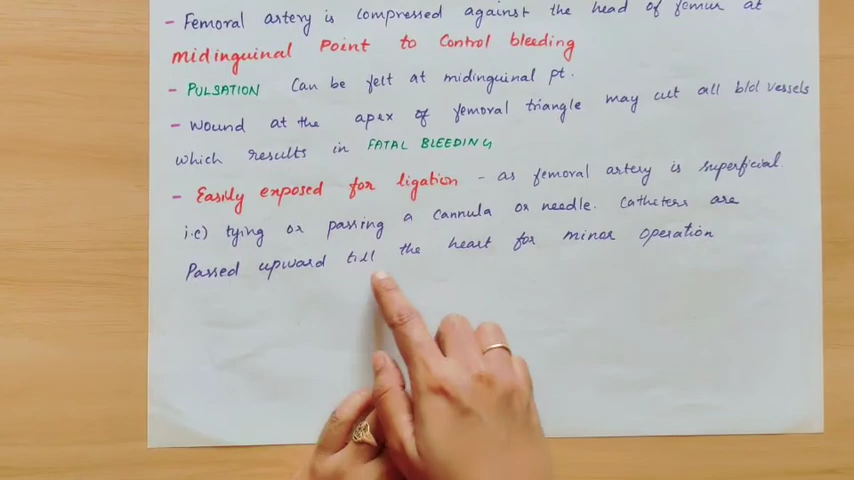 - Femoral artery is compressed against the head of femur at
midinguinal Point to Control bleeding
- PULSATION Can be felt at midinguinal pt.
- Wound at the apex of femoral triangle may cut all bld vessels
which results in FATAL BLEEDING
- Easily exposed for ligation - as femoral artery is superficial.
i.e) tying or passing a cannula or needle. Catheters are
Passed upward till the heart for minor operation